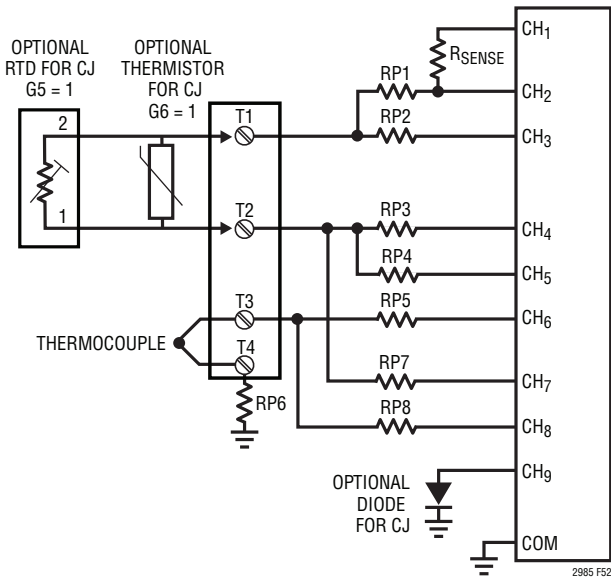 OPTIONAL
RTD FOR CJ
G5 = 1
OPTIONAL
THERMISTOR
FOR CJ
G6 = 1
2
1
T1
T2
T3
T4
THERMOCOUPLE
RP6
RSENSE
RP1
RP2
RP3
RP4
RP5
RP7
RP8
OPTIONAL
DIODE
FOR CJ
CH1
CH2
CH3
CH4
CH5
CH6
CH7
CH8
CH9
COM
2985 F52